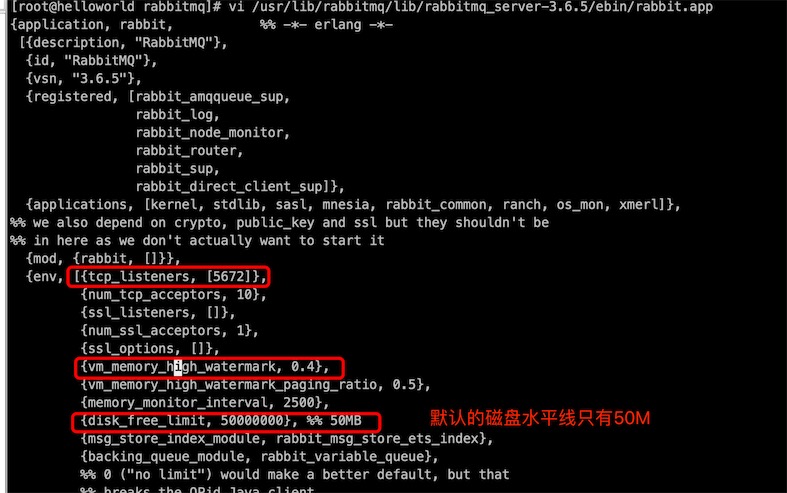 [root@helloworld rabbitmq]# vi /usr/lib/rabbitmq/lib/rabbitmq_server-3.6.5/ebin/rabbit.app
{application, rabbit,           %% -*- erlang -*-
 [{description, "RabbitMQ"},
  {id, "RabbitMQ"},
  {vsn, "3.6.5"},
  {registered, [rabbit_amqqueue_sup,
                rabbit_log,
                rabbit_node_monitor,
                rabbit_router,
                rabbit_sup,
                rabbit_direct_client_sup]},
  {applications, [kernel, stdlib, sasl, mnesia, rabbit_common, ranch, os_mon, xmerl]},
%% we also depend on crypto, public_key and ssl but they shouldn't be
%% in here as we don't actually want to start it
  {mod, {rabbit, []}},
  {env, [{tcp_listeners, [5672]},
         {num_tcp_acceptors, 10},
         {ssl_listeners, []},
         {num_ssl_acceptors, 1},
         {ssl_options, []},
         {vm_memory_high_watermark, 0.4},
         {vm_memory_high_watermark_paging_ratio, 0.5},
         {memory_monitor_interval, 2500},
         {disk_free_limit, 50000000}, %% 50MB 默认的磁盘水平线只有50M
         {msg_store_index_module, rabbit_msg_store_ets_index},
         {backing_queue_module, rabbit_variable_queue},
         %% 0 ("no limit") would make a better default, but that
         %% breaks the QPid Java client